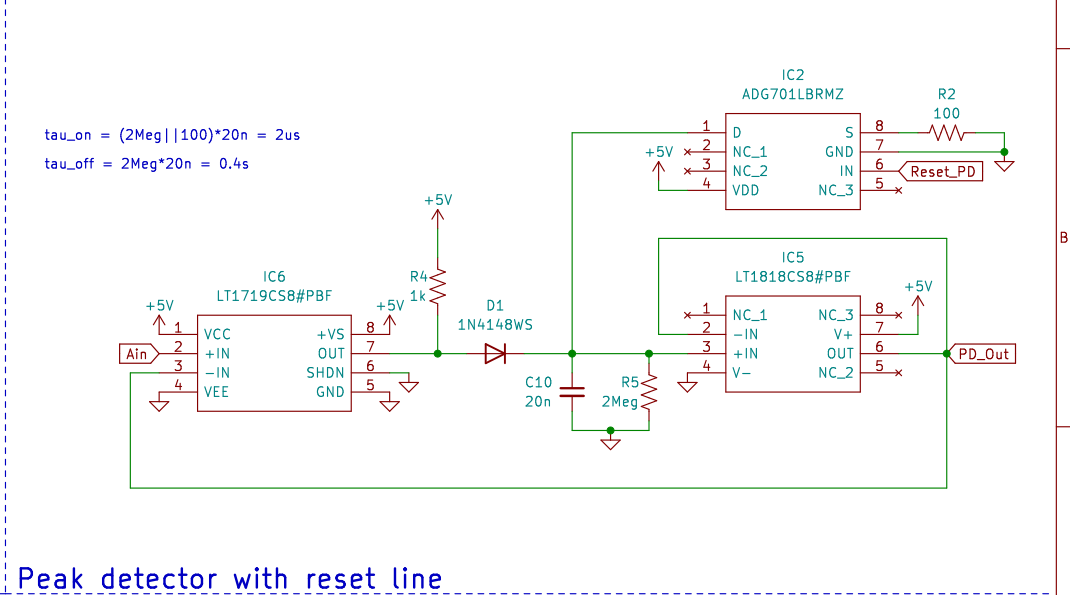 IC2
ADG701LBRMZ
R2
100
tau_on = (2Meg||100)*20n = 2us
tau_off = 2Meg*20n = 0.4s
1 D S 8
2 NC_1 GND 7
3 NC_2 IN 6 Reset_PD
4 VDD NC_3 5
+5V
+5V
B
IC5
LT1818CS8#PBF
+5V
1 NC_1 NC_3 8
2 -IN V+ 7
3 +IN OUT 6 PD_Out
4 V- NC_2 5
IC6
LT1719CS8#PBF
R4
1k
+5V
+5V
D1
1N4148WS
1 VCC +VS 8
Ain 2 +IN OUT 7
3 -IN SHDN 6
4 VEE GND 5
C10
20n
R5
2Meg
Peak detector with reset line